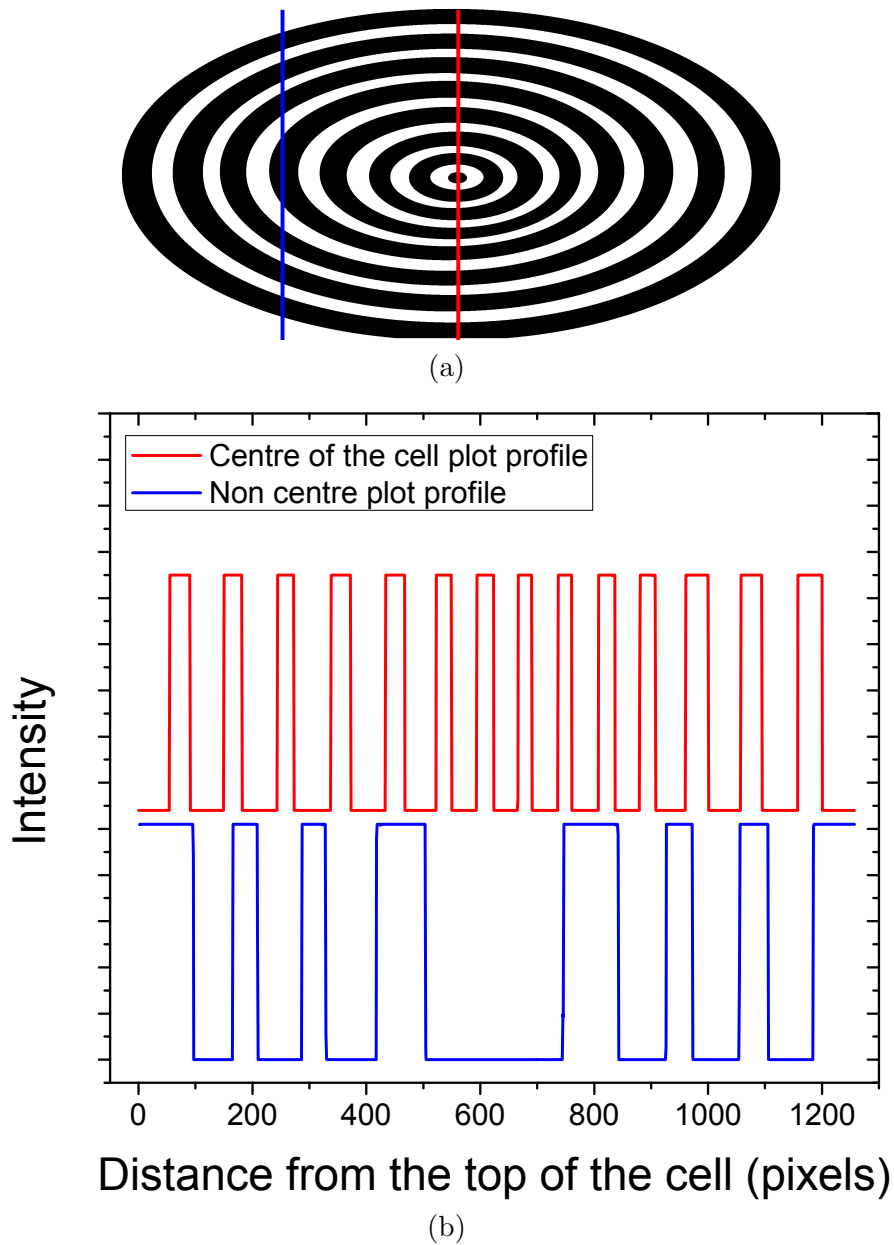 (a)
Centre of the cell plot profile
Non centre plot profile
Intensity
0 200 400 600 800 1000 1200
Distance from the top of the cell (pixels)
(b)